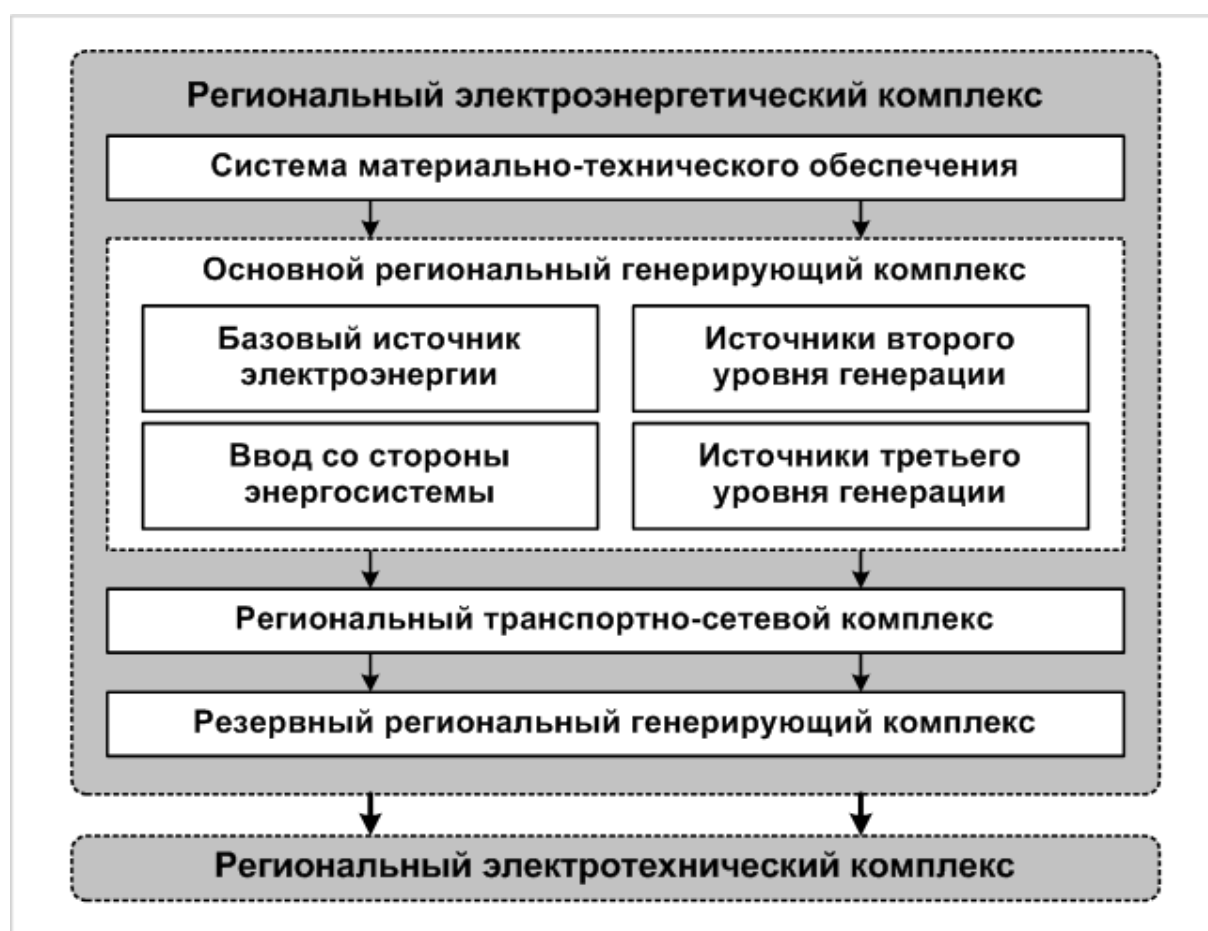 Региональный электроэнергетический комплекс
Система материально-технического обеспечения
Основной региональный генерирующий комплекс
Базовый источник
электроэнергии
Источники второго
уровня генерации
Ввод со стороны
энергосистемы
Источники третьего
уровня генерации
Региональный транспортно-сетевой комплекс
Резервный региональный генерирующий комплекс
Региональный электротехнический комплекс